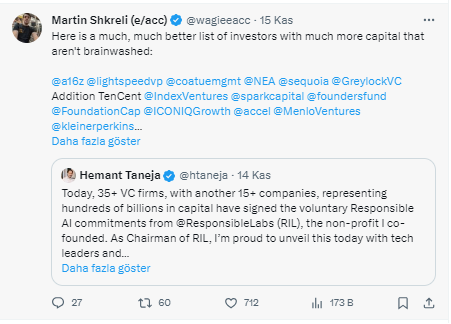 Martin Shkreli (e/acc) @wagieeacc · 15 Kas
Here is a much, much better list of investors with much more capital that
aren't brainwashed:
@a16z @lightspeedvp @coatuemgmt @NEA @sequoia @GreylockVC
Addition TenCent @IndexVentures @sparkcapital @foundersfund
@FoundationCap @ICONIQGrowth @accel @MenloVentures
@kleinerperkins...
Daha fazla göster
Hemant Taneja @htaneja · 14 Kas
Today, 35+ VC firms, with another 15+ companies, representing
hundreds of billions in capital have signed the voluntary Responsible
AI commitments from @ResponsibleLabs (RIL), the non-profit I co-
founded. As Chairman of RIL, I'm proud to unveil this today with tech
leaders and...
Daha fazla göster
27 60 712 173 B